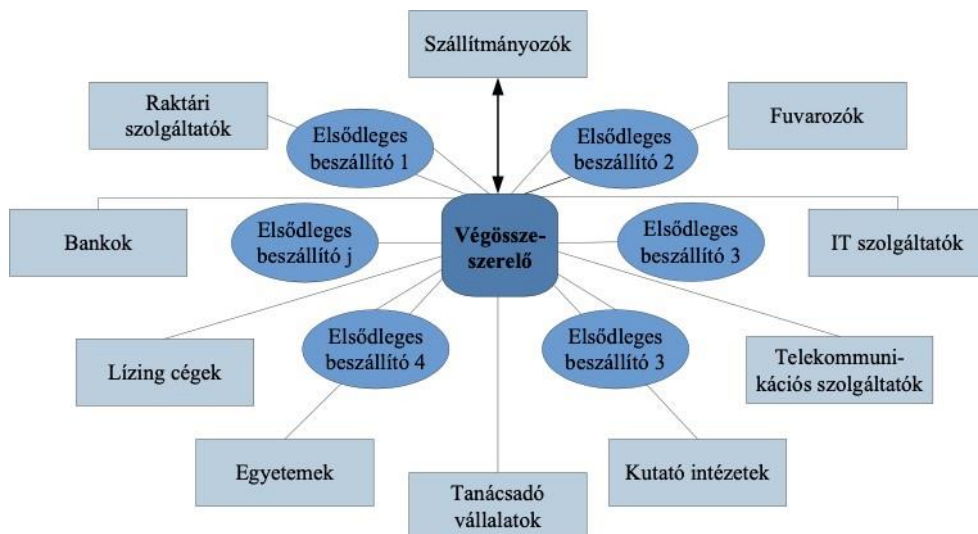 Szállítmányozók
Raktári
szolgáltatók
Elsődleges
beszállító 1
Elsődleges
beszállító 2
Fuvarozók
Bankok
Elsődleges
beszállító j
Végössze-
szerelő
Elsődleges
beszállító 3
IT szolgáltatók
Lízing cégek
Elsődleges
beszállító 4
Elsődleges
beszállító 3
Telekommuni-
kációs szolgáltatók
Egyetemek
Tanácsadó
vállalatok
Kutató intézetek